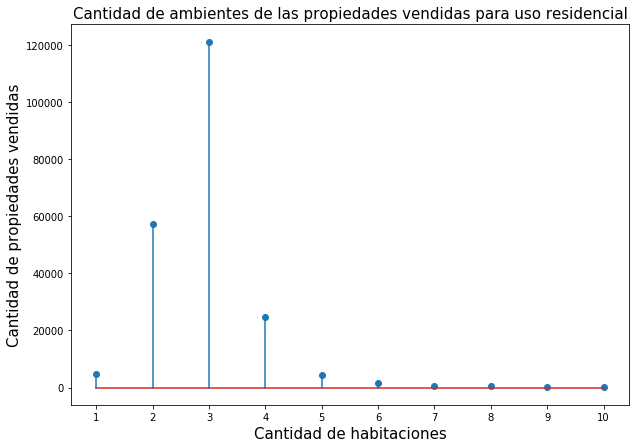 Cantidad de ambientes de las propiedades vendidas para uso residencial
120000
100000
80000
60000
40000
20000
0
Cantidad de propiedades vendidas
1 2 3 4 5 6 7 8 9 10
Cantidad de habitaciones